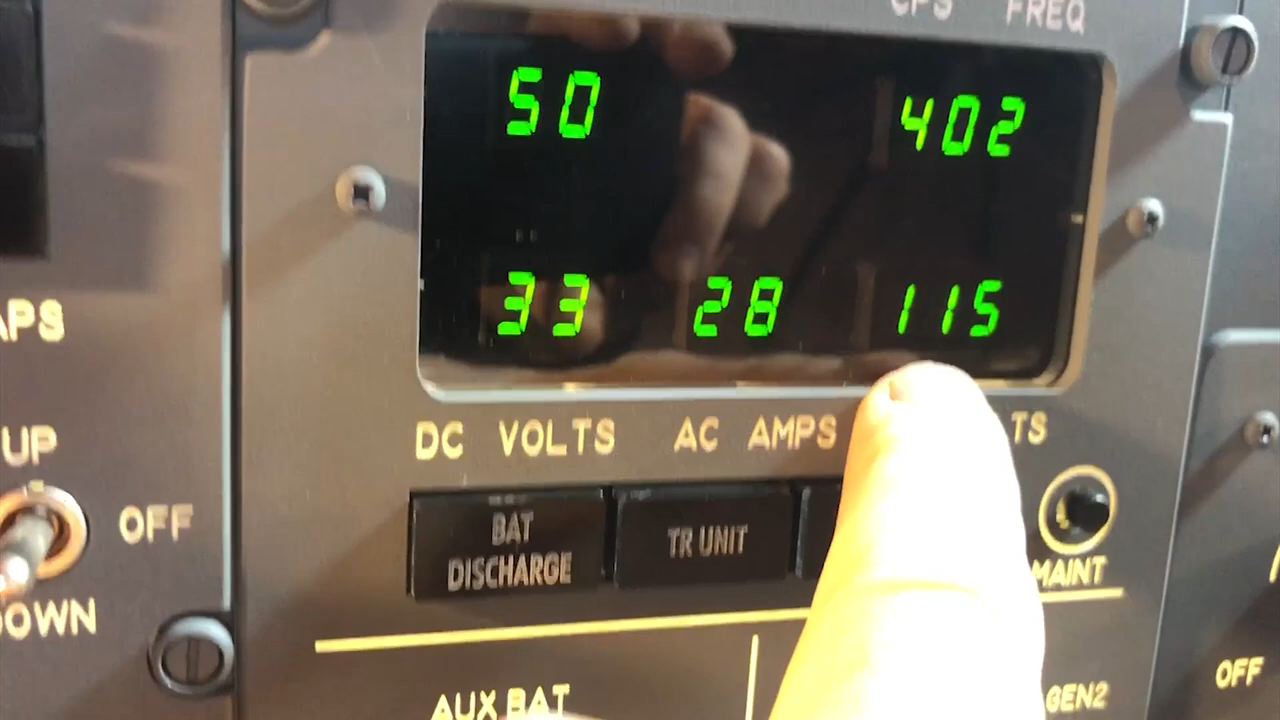 CPS FREQ
50 402
33 28 115
DC VOLTS AC AMPS TS
BAT
DISCHARGE
TR UNIT
MAINT
APS
UP
OFF
DOWN
AUX BAT
GEN2
OFF